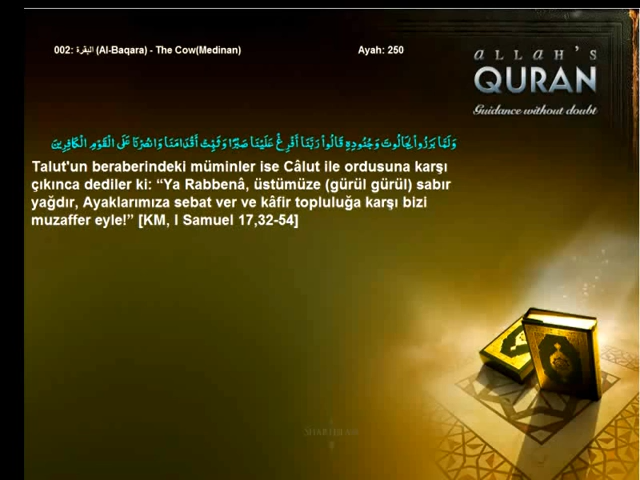 002: البقرة (Al-Baqara) - The Cow(Medinan) Ayah: 250
ALLAH'S
QURAN
Guidance without doubt
وَلَمَّا بَرَزُواْ لِجَالُوتَ وَجُنُودِهِ قَالُواْ رَبَّنَا أَفْرِغْ عَلَيْنَا صَبْرًا وَثَبِّتْ أَقْدَامَنَا وَانصُرْنَا عَلَى الْقَوْمِ الْكَافِرِينَ
Talut'un beraberindeki müminler ise Câlut ile ordusuna karşı
çıkınca dediler ki: “Ya Rabbenâ, üstümüze (gürül gürül) sabır
yağdır, Ayaklarımıza sebat ver ve kâfir topluluğa karşı bizi
muzaffer eyle!” [KM, I Samuel 17,32-54]